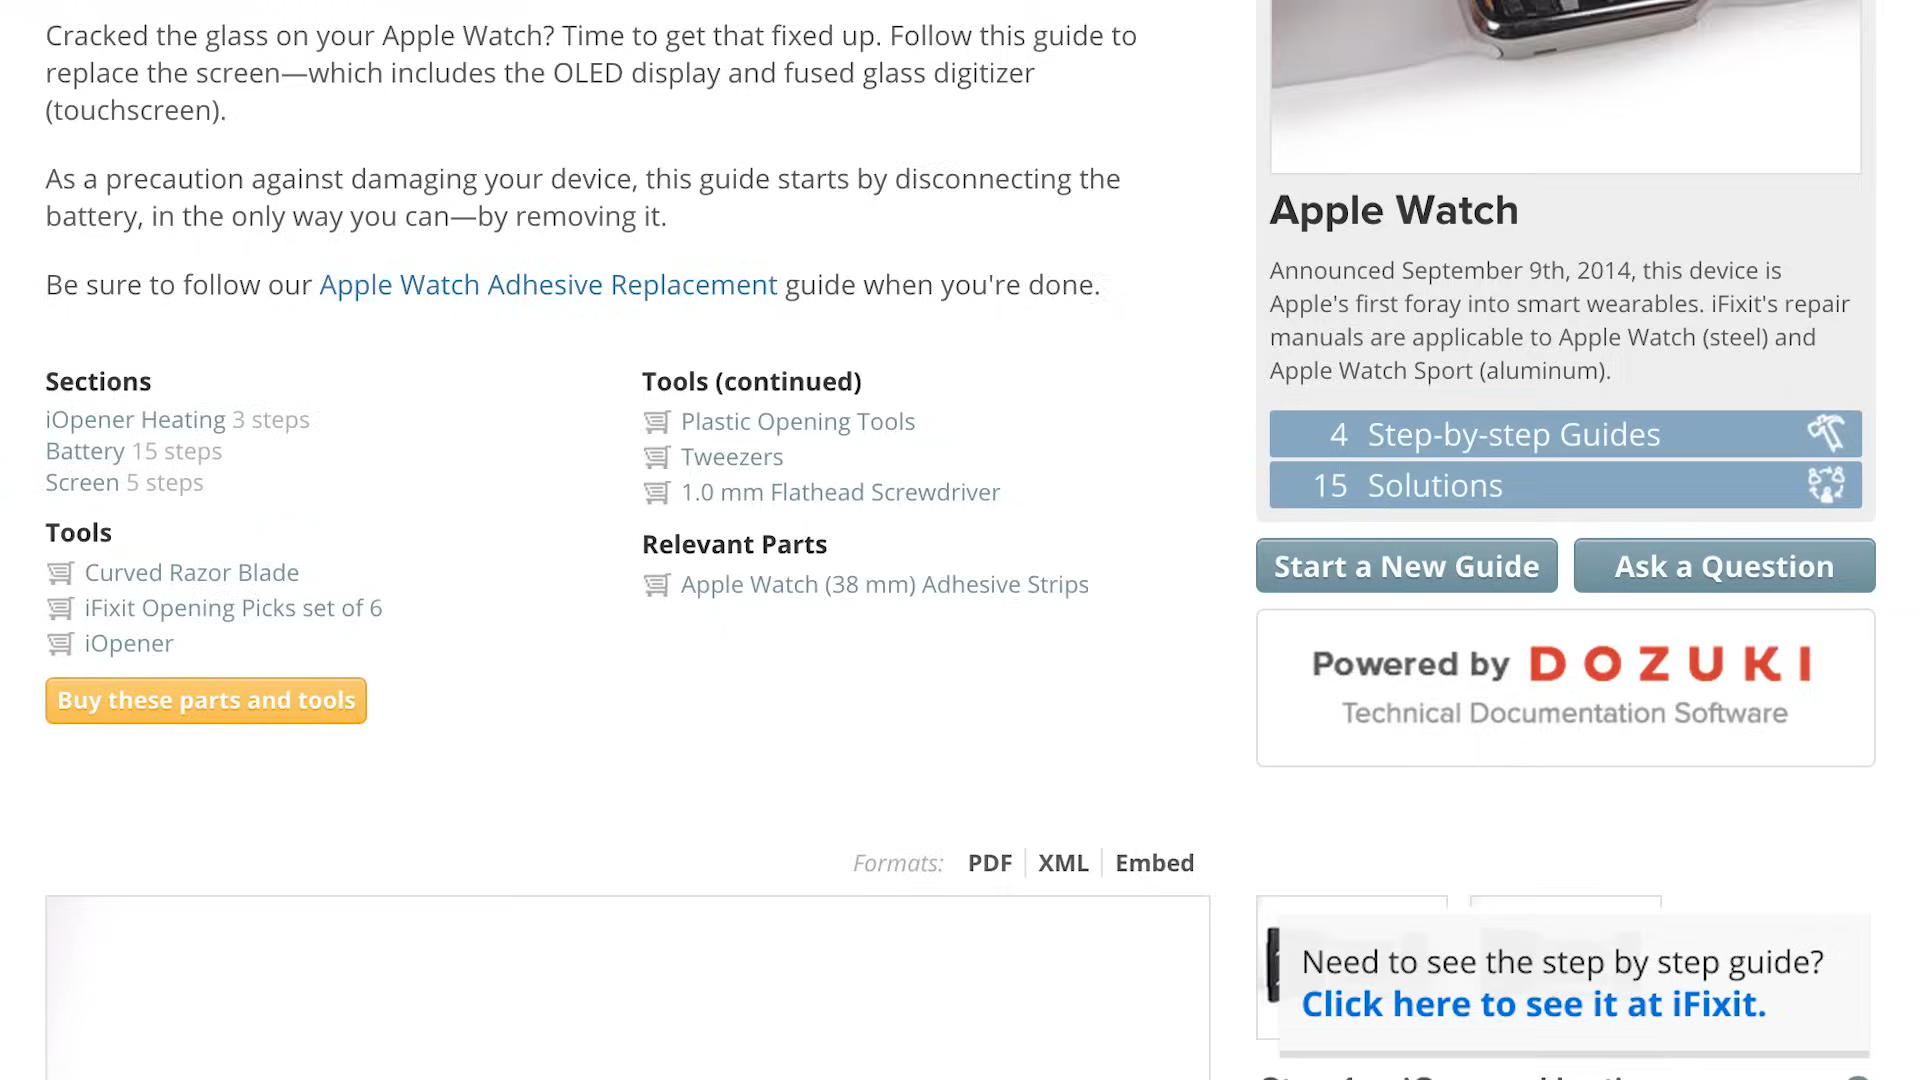 Cracked the glass on your Apple Watch? Time to get that fixed up. Follow this guide to
replace the screen—which includes the OLED display and fused glass digitizer
(touchscreen).
As a precaution against damaging your device, this guide starts by disconnecting the
battery, in the only way you can—by removing it.
Be sure to follow our Apple Watch Adhesive Replacement guide when you're done.
Sections
iOpener Heating 3 steps
Battery 15 steps
Screen 5 steps
Tools
Curved Razor Blade
iFixit Opening Picks set of 6
iOpener
Buy these parts and tools
Tools (continued)
Plastic Opening Tools
Tweezers
1.0 mm Flathead Screwdriver
Relevant Parts
Apple Watch (38 mm) Adhesive Strips
Formats: PDF XML Embed
Apple Watch
Announced September 9th, 2014, this device is
Apple's first foray into smart wearables. iFixit's repair
manuals are applicable to Apple Watch (steel) and
Apple Watch Sport (aluminum).
4 Step-by-step Guides
15 Solutions
Start a New Guide
Ask a Question
Powered by DOZUKI
Technical Documentation Software
Need to see the step by step guide?
Click here to see it at iFixit.